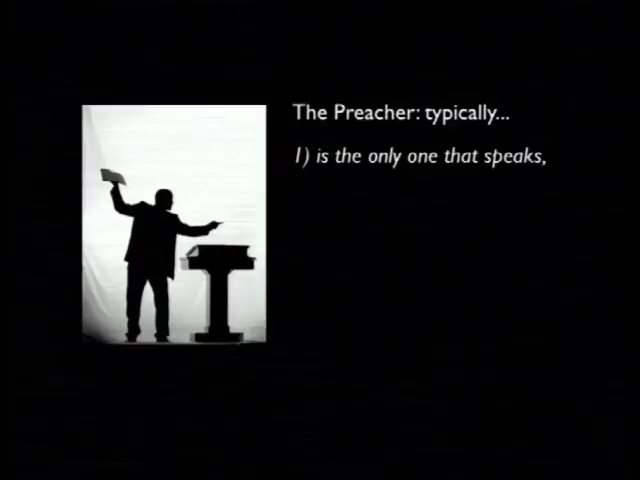 The Preacher: typically...
1) is the only one that speaks,